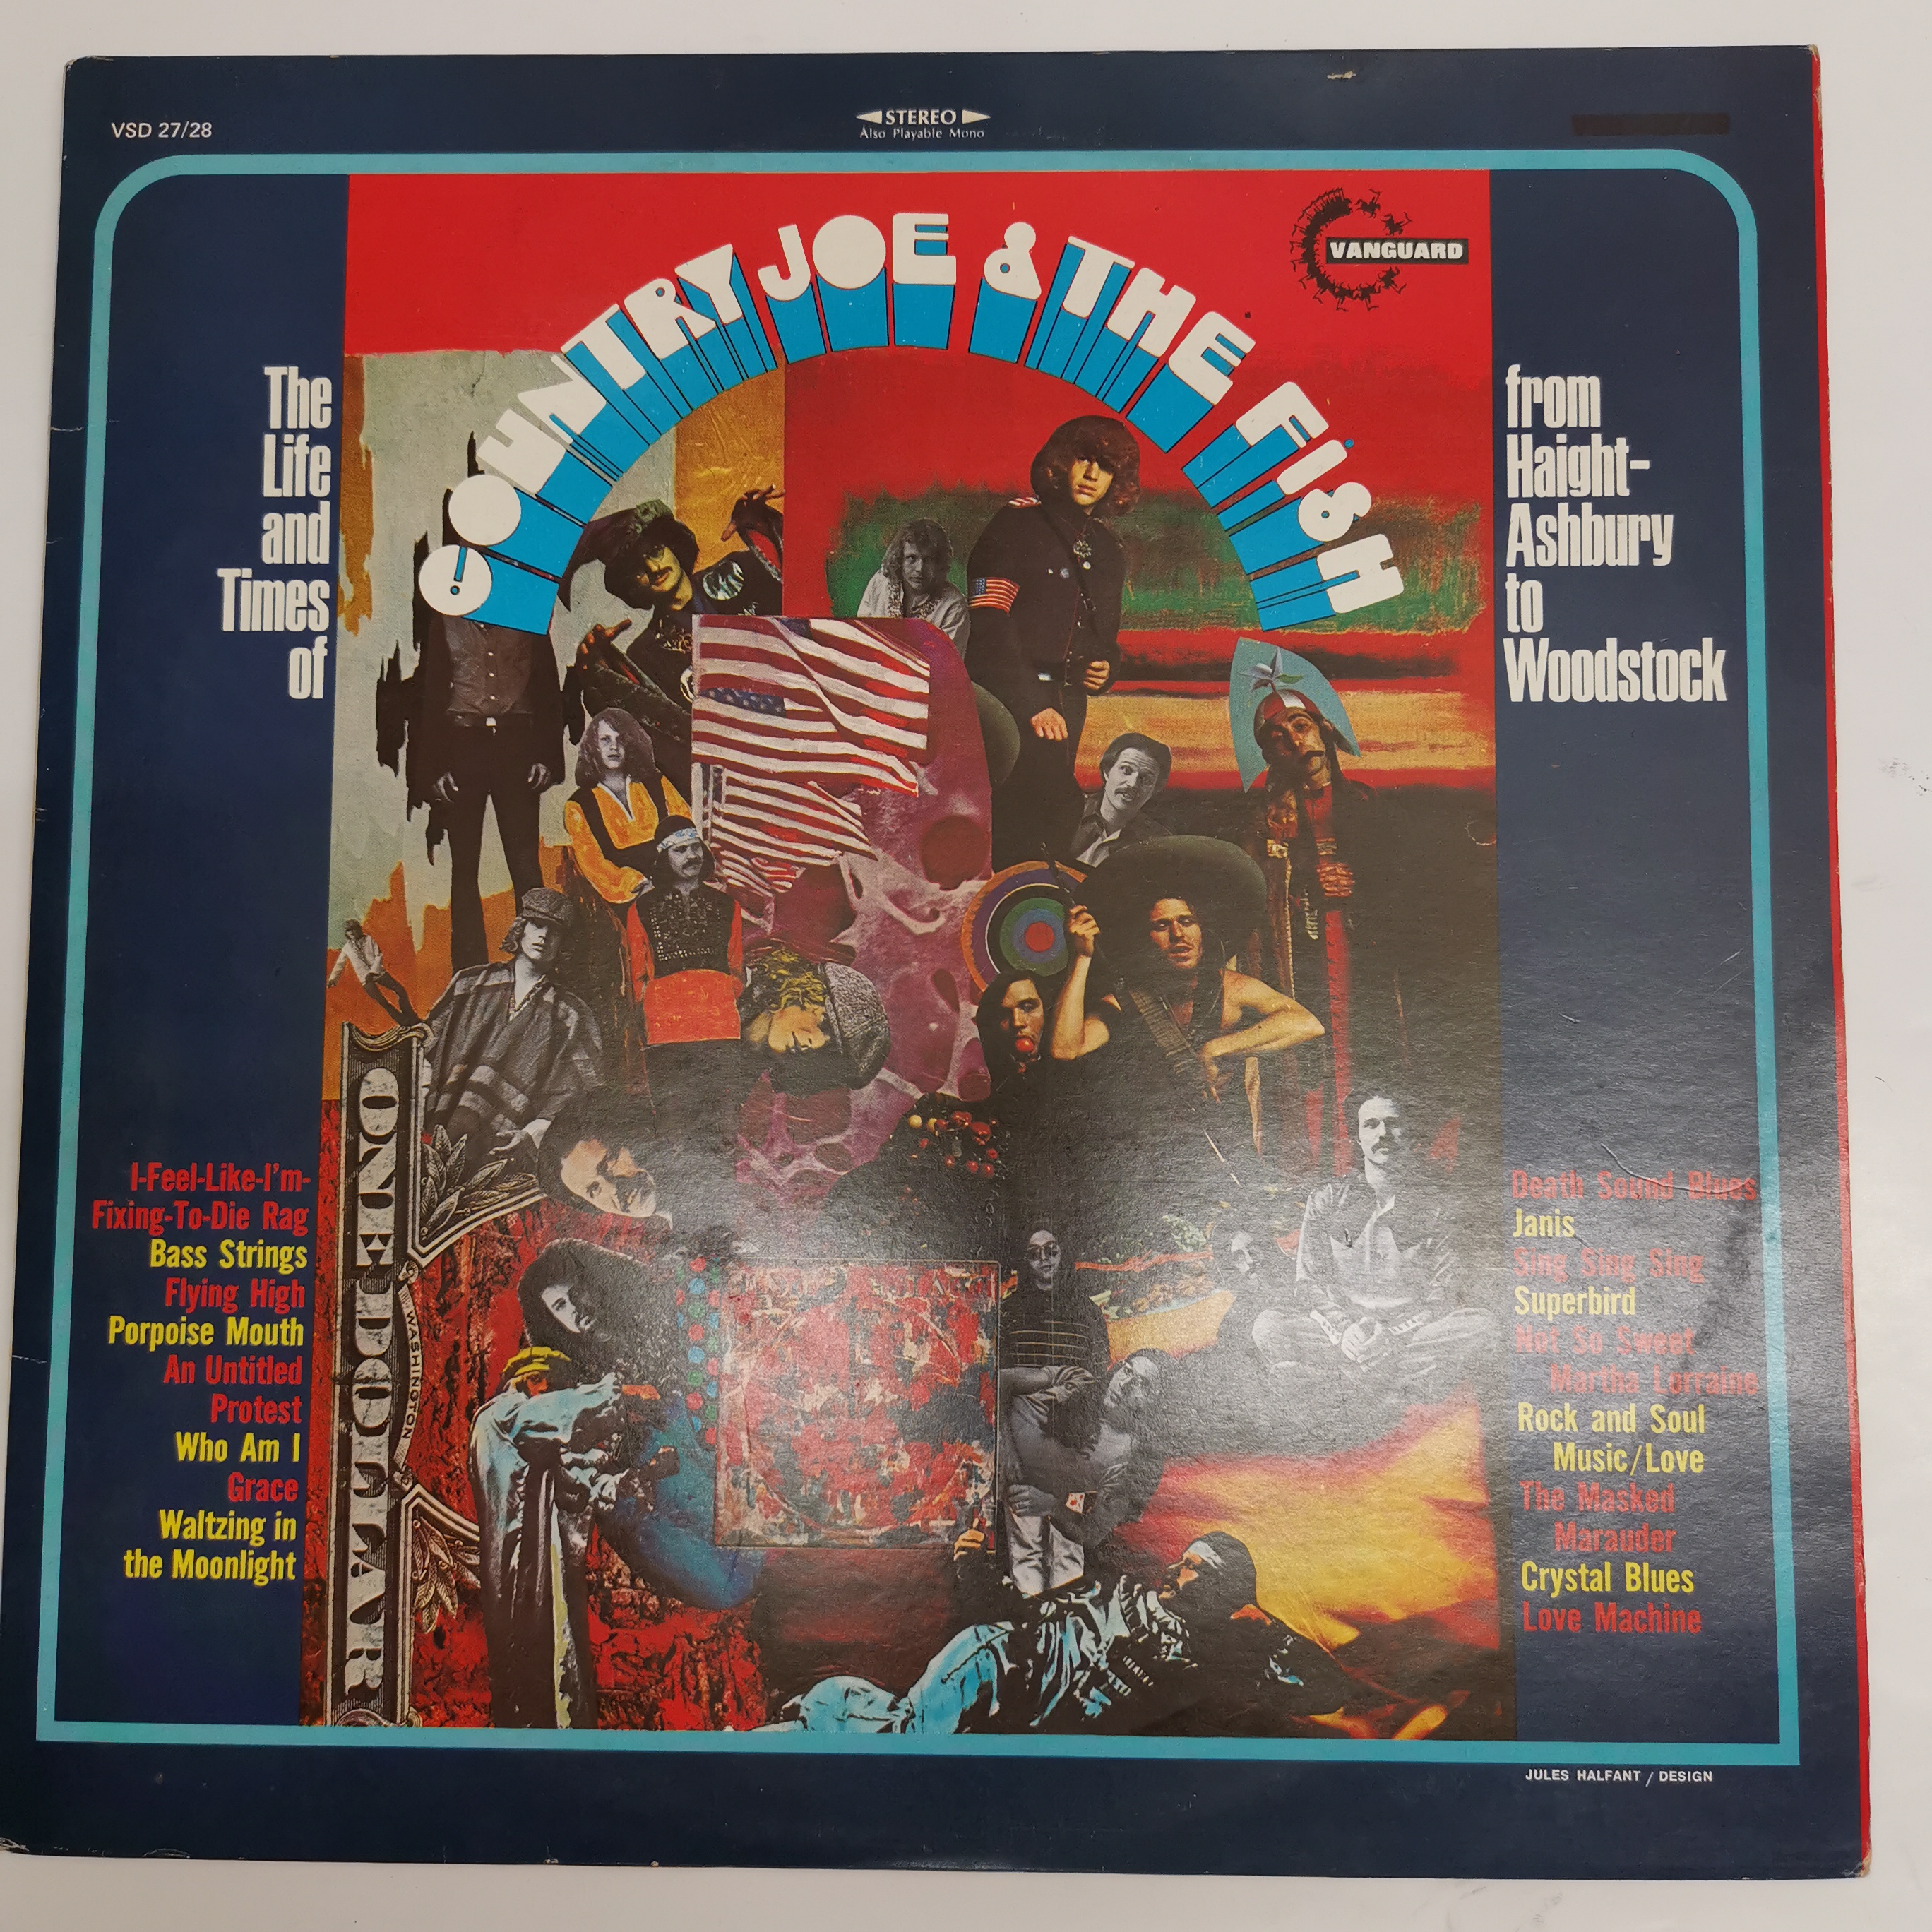 VSD 27/28
STEREO
Also Playable Mono
COUNTRY JOE & THE FISH
VANGUARD
The
Life
and
Times
of
from
Haight-
Ashbury
to
Woodstock
ONE DOLLAR
WASHINGTON
I-Feel-Like-I'm-
Fixing-To-Die Rag
Bass Strings
Flying High
Porpoise Mouth
An Untitled
Protest
Who Am I
Grace
Waltzing in
the Moonlight
Death Sound Blues
Janis
Sing Sing Sing
Superbird
Not So Sweet
Martha Lorraine
Rock and Soul
Music/Love
The Masked
Marauder
Crystal Blues
Love Machine
JULES HALFANT / DESIGN